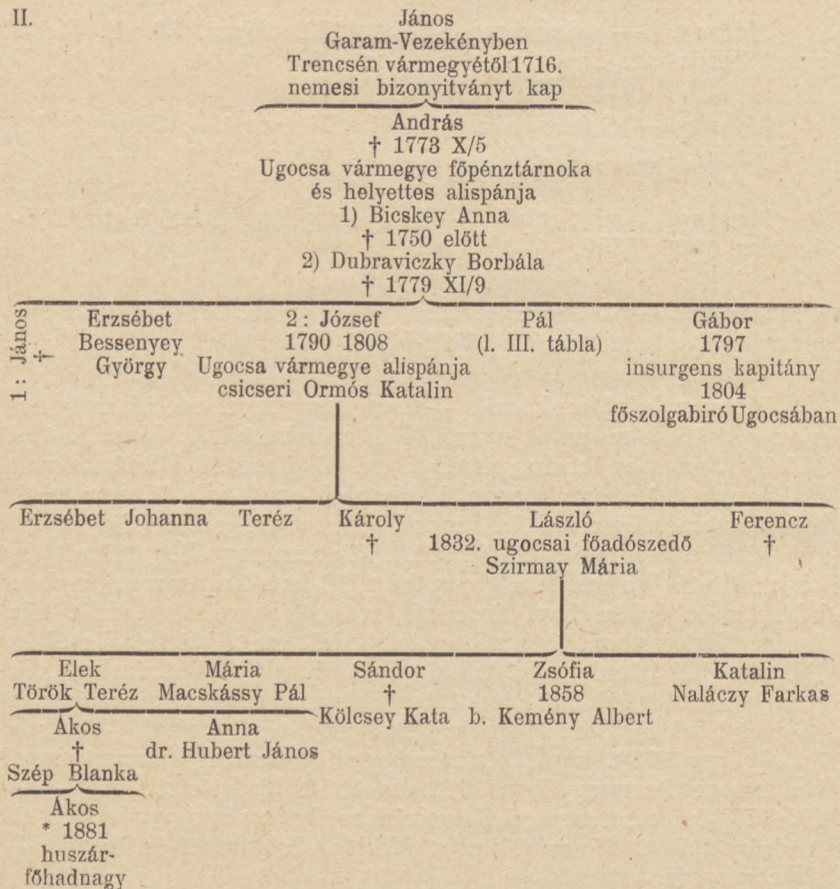 II.
János
Garam-Vezekényben
Trencsén vármegyétől 1716.
nemesi bizonyitványt kap
András
† 1773 X/5
Ugocsa vármegye főpénztárnoka
és helyettes alispánja
1) Bicskey Anna
† 1750 előtt
2) Dubraviczky Borbála
† 1779 XI/9
1 : János
†
Erzsébet
Bessenyey
György
2 : József
1790 1808
Ugocsa vármegye alispánja
csicseri Ormós Katalin
Pál
(l. III. tábla)
Gábor
1797
insurgens kapitány
1804
főszolgabiró Ugocsában
Erzsébet Johanna Teréz
Károly
†
László
1832. ugocsai főadószedő
Szirmay Mária
Ferencz
†
Elek
Török Teréz
Mária
Macskássy Pál
Sándor
†
Kölcsey Kata
Zsófia
1858
b. Kemény Albert
Katalin
Naláczy Farkas
Ákos
†
Szép Blanka
Anna
dr. Hubert János
Ákos
* 1881
huszár-
főhadnagy